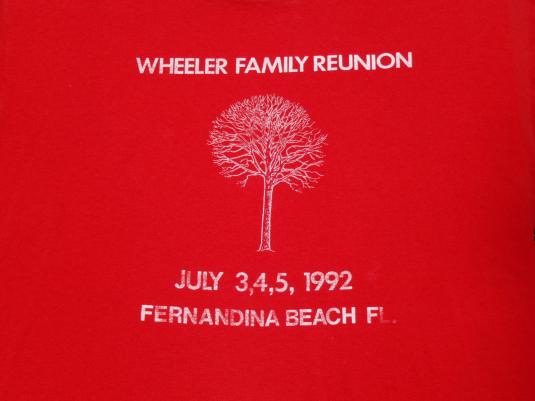 WHEELER FAMILY REUNION
JULY 3,4,5, 1992
FERNANDINA BEACH FL.